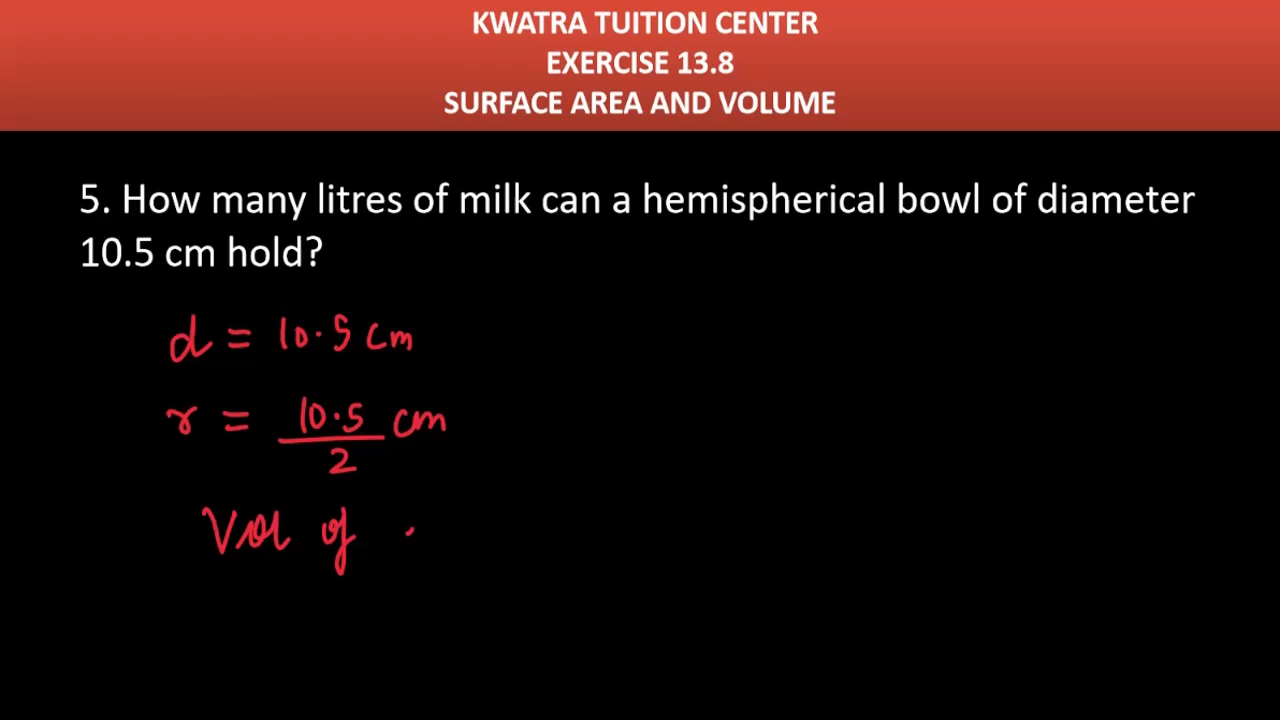 KWATRA TUITION CENTER
EXERCISE 13.8
SURFACE AREA AND VOLUME
5. How many litres of milk can a hemispherical bowl of diameter
10.5 cm hold?
d = 10.5 cm
r = 10.5/2 cm
Vol of